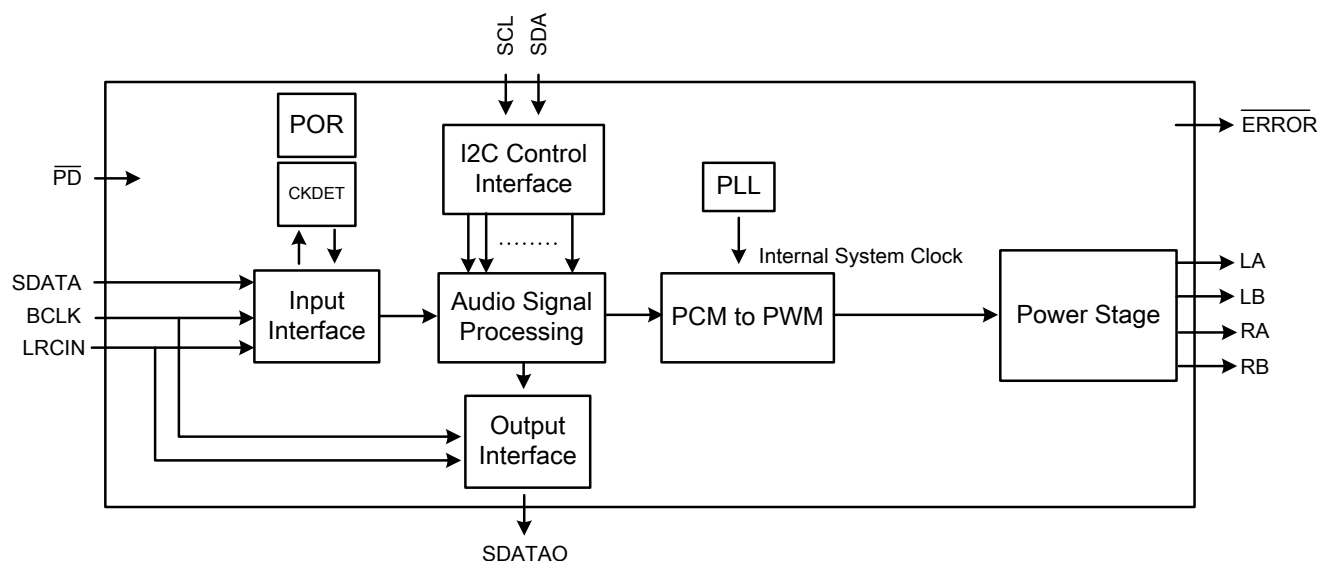 SCL
SDA
POR
I2C Control
Interface
ERROR
PD
CKDET
PLL
........
Internal System Clock
SDATA
BCLK
LRCIN
Input
Interface
Audio Signal
Processing
PCM to PWM
Power Stage
LA
LB
RA
RB
Output
Interface
SDATAO